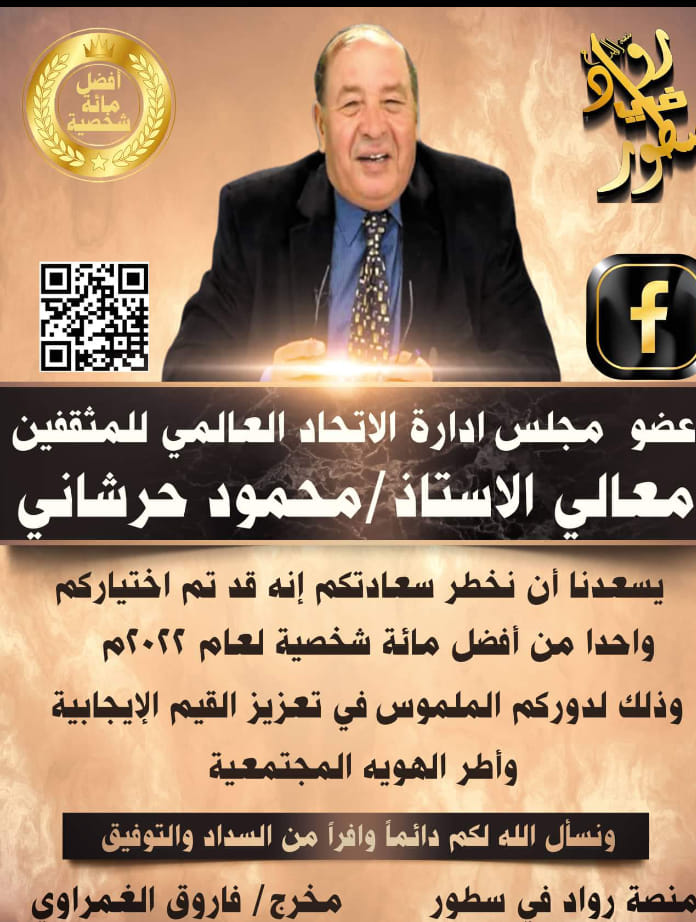 أفضل
مائة
شخصية
رواد
في
سطور
f
عضو مجلس ادارة الاتحاد العالمي للمثقفين
معالي الاستاذ/محمود حرشاني
يسعدنا أن نخطر سعادتكم إنه قد تم اختياركم
واحدا من أفضل مائة شخصية لعام ٢٠٢٢م
وذلك لدوركم الملموس في تعزيز القيم الإيجابية
وأطر الهويه المجتمعية
ونسأل الله لكم دائماً وافراً من السداد والتوفيق
منصة رواد في سطور مخرج/ فاروق الغمراوي